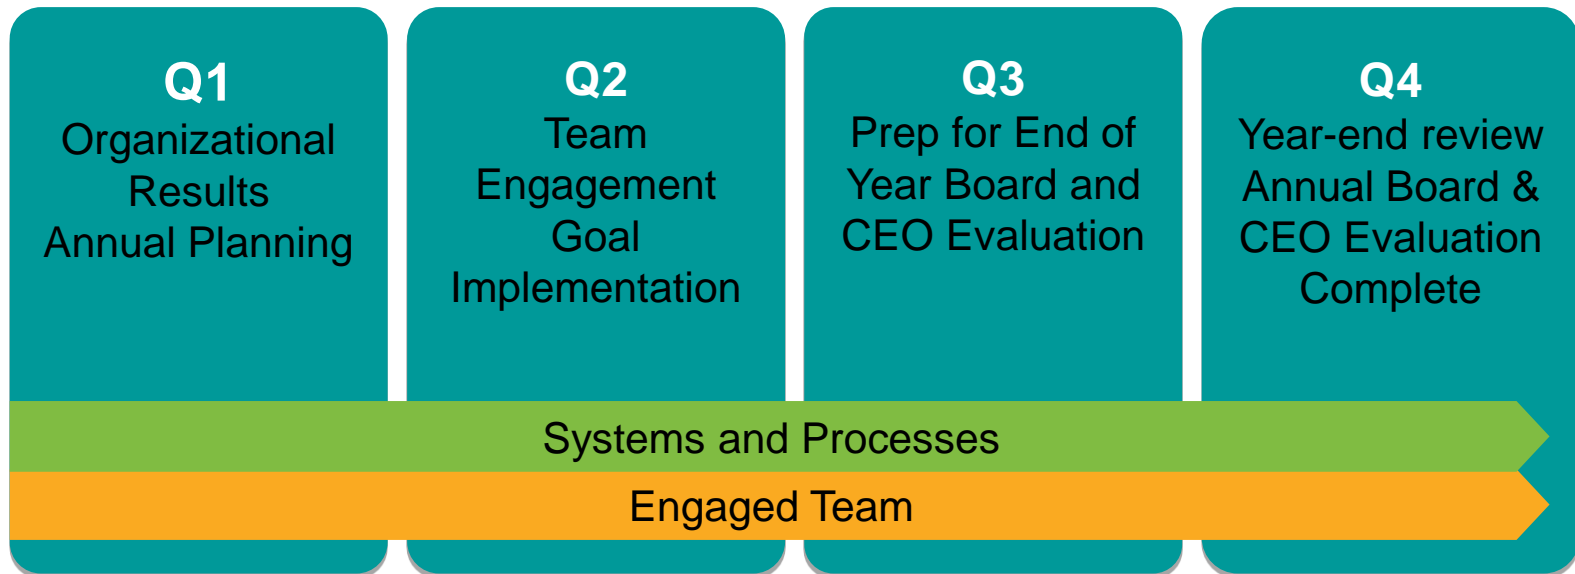 Q1
Organizational
Results
Annual Planning
Q2
Team
Engagement
Goal
Implementation
Q3
Prep for End of
Year Board and
CEO Evaluation
Q4
Year-end review
Annual Board &
CEO Evaluation
Complete
Systems and Processes
Engaged Team